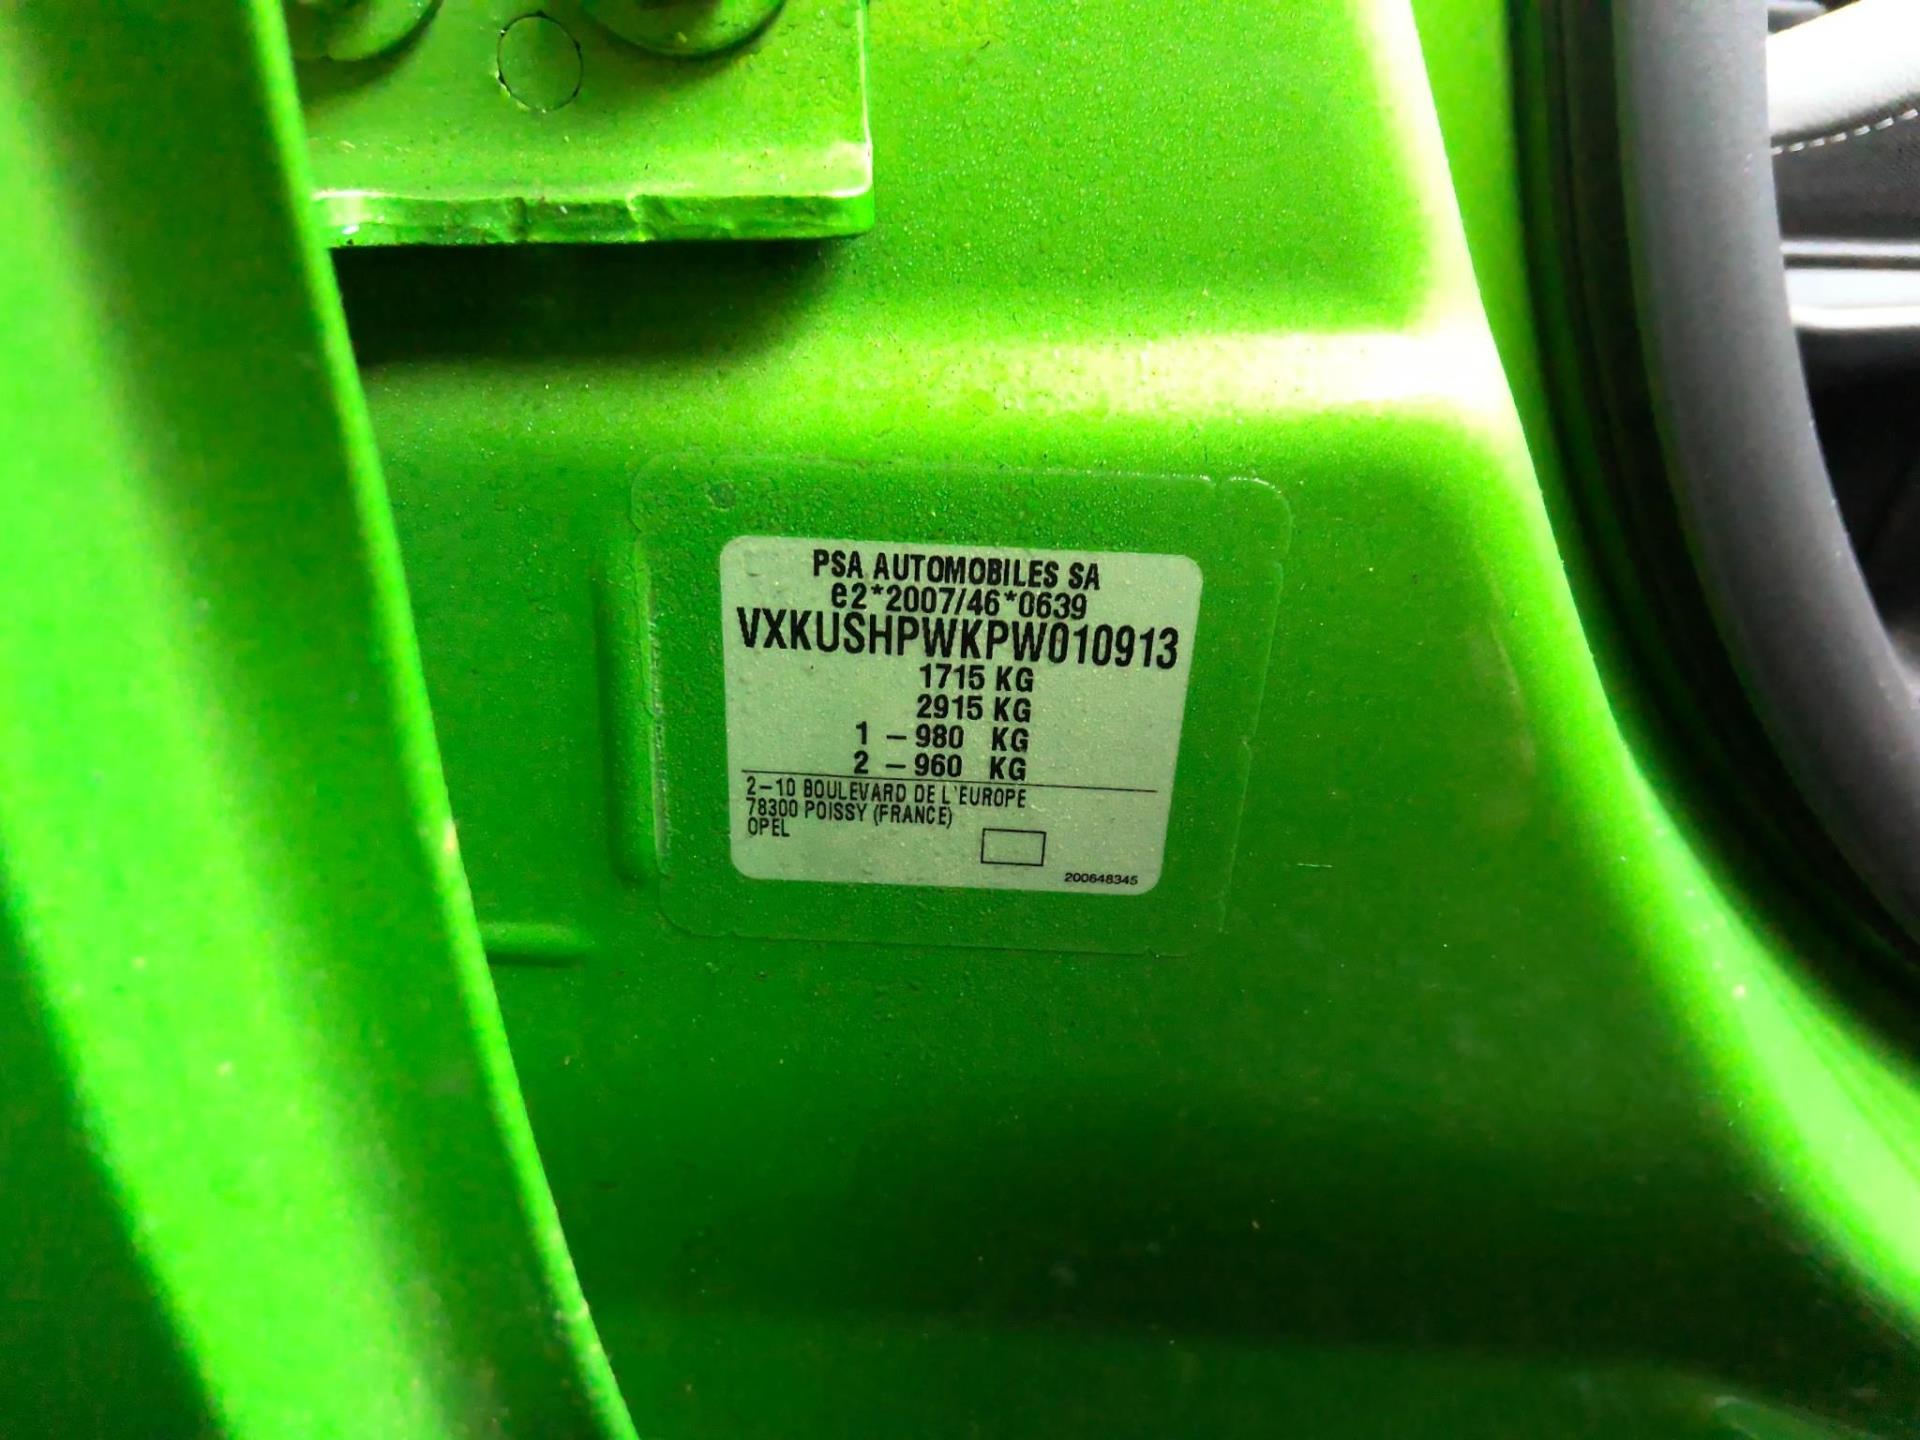 PSA AUTOMOBILES SA
e2*2007/46*0639
VXKUSHPWKPW010913
1715 KG
2915 KG
1 - 980 KG
2 - 960 KG
2-10 BOULEVARD DE L'EUROPE
78300 POISSY (FRANCE)
OPEL
200648345